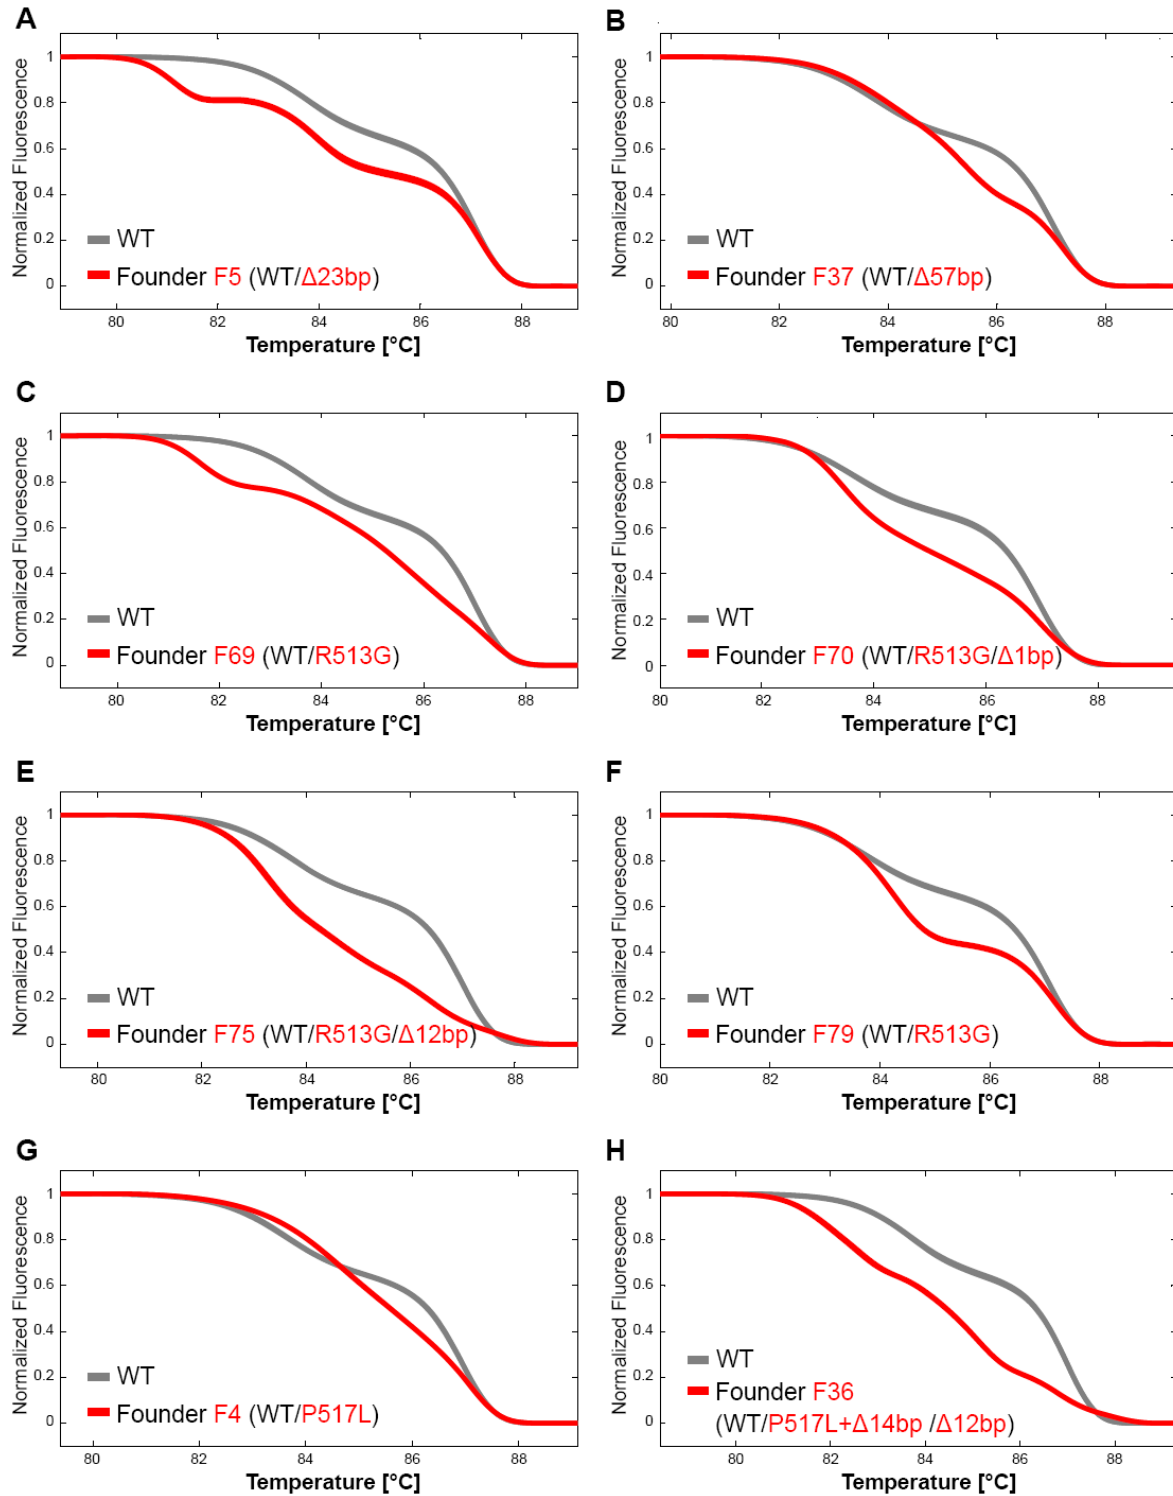 A
Normalized Fluorescence
1
0.8
0.6
0.4
0.2
0
WT
Founder F5 (WT/Δ23bp)
80 82 84 86 88
Temperature [°C]
B
Normalized Fluorescence
1
0.8
0.6
0.4
0.2
0
WT
Founder F37 (WT/Δ57bp)
80 82 84 86 88
Temperature [°C]
C
Normalized Fluorescence
1
0.8
0.6
0.4
0.2
0
WT
Founder F69 (WT/R513G)
80 82 84 86 88
Temperature [°C]
D
Normalized Fluorescence
1
0.8
0.6
0.4
0.2
0
WT
Founder F70 (WT/R513G/Δ1bp)
80 82 84 86 88
Temperature [°C]
E
Normalized Fluorescence
1
0.8
0.6
0.4
0.2
0
WT
Founder F75 (WT/R513G/Δ12bp)
80 82 84 86 88
Temperature [°C]
F
Normalized Fluorescence
1
0.8
0.6
0.4
0.2
0
WT
Founder F79 (WT/R513G)
80 82 84 86 88
Temperature [°C]
G
Normalized Fluorescence
1
0.8
0.6
0.4
0.2
0
WT
Founder F4 (WT/P517L)
80 82 84 86 88
Temperature [°C]
H
Normalized Fluorescence
1
0.8
0.6
0.4
0.2
0
WT
Founder F36
(WT/P517L+Δ14bp /Δ12bp)
80 82 84 86 88
Temperature [°C]